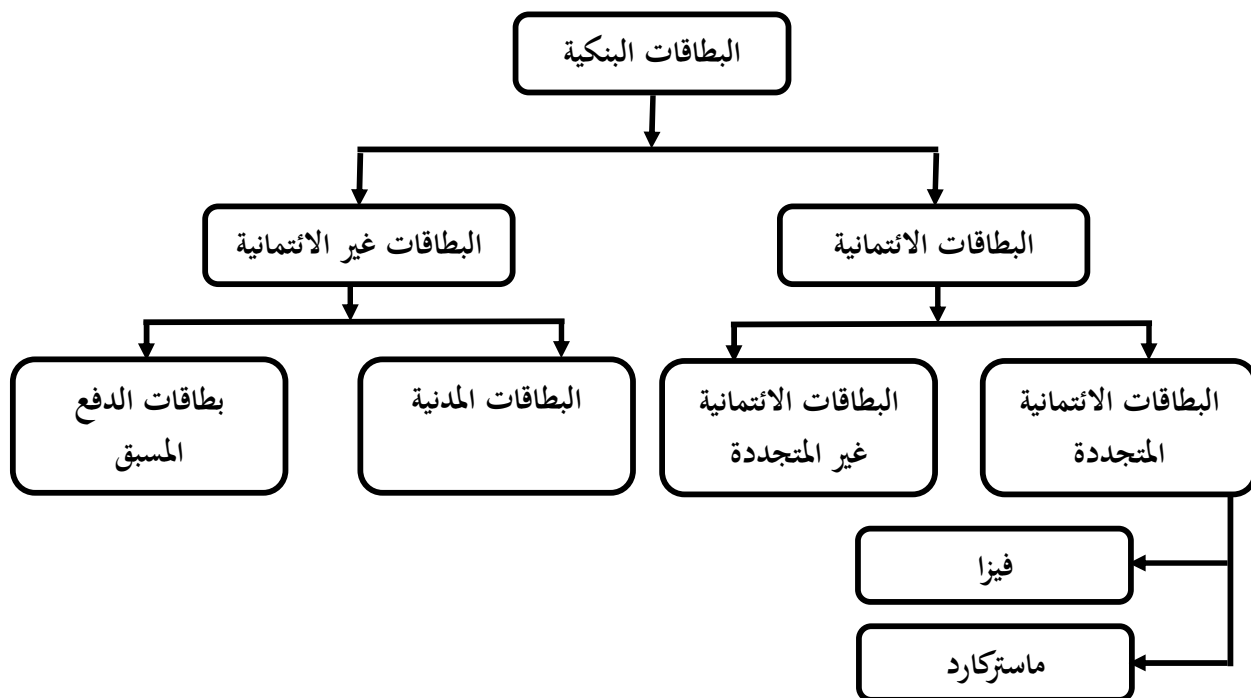 البطاقات البنكية
البطاقات الائتمانية
البطاقات غير الائتمانية
البطاقات الائتمانية
المتجددة
البطاقات الائتمانية
غير المتجددة
البطاقات المدنية
بطاقات الدفع
المسبق
فيزا
ماستركارد